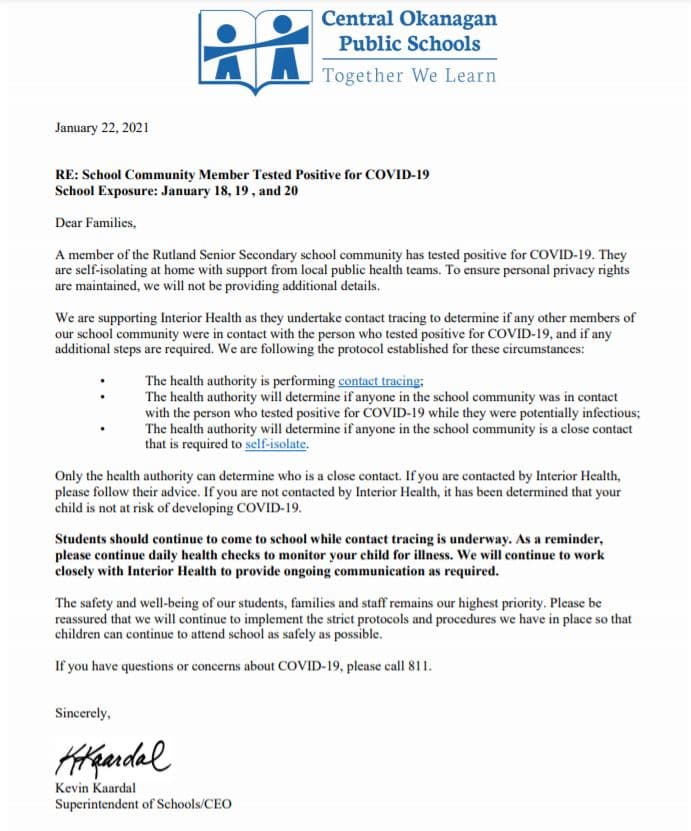 Central Okanagan
Public Schools
Together We Learn
January 22, 2021
RE: School Community Member Tested Positive for COVID-19
School Exposure: January 18, 19 , and 20
Dear Families,
A member of the Rutland Senior Secondary school community has tested positive for COVID-19. They
are self-isolating at home with support from local public health teams. To ensure personal privacy rights
are maintained, we will not be providing additional details.
We are supporting Interior Health as they undertake contact tracing to determine if any other members of
our school community were in contact with the person who tested positive for COVID-19, and if any
additional steps are required. We are following the protocol established for these circumstances:
• The health authority is performing contact tracing;
• The health authority will determine if anyone in the school community was in contact
with the person who tested positive for COVID-19 while they were potentially infectious;
• The health authority will determine if anyone in the school community is a close contact
that is required to self-isolate.
Only the health authority can determine who is a close contact. If you are contacted by Interior Health,
please follow their advice. If you are not contacted by Interior Health, it has been determined that your
child is not at risk of developing COVID-19.
Students should continue to come to school while contact tracing is underway. As a reminder,
please continue daily health checks to monitor your child for illness. We will continue to work
closely with Interior Health to provide ongoing communication as required.
The safety and well-being of our students, families and staff remains our highest priority. Please be
reassured that we will continue to implement the strict protocols and procedures we have in place so that
children can continue to attend school as safely as possible.
If you have questions or concerns about COVID-19, please call 811.
Sincerely,
KKaardal
Kevin Kaardal
Superintendent of Schools/CEO